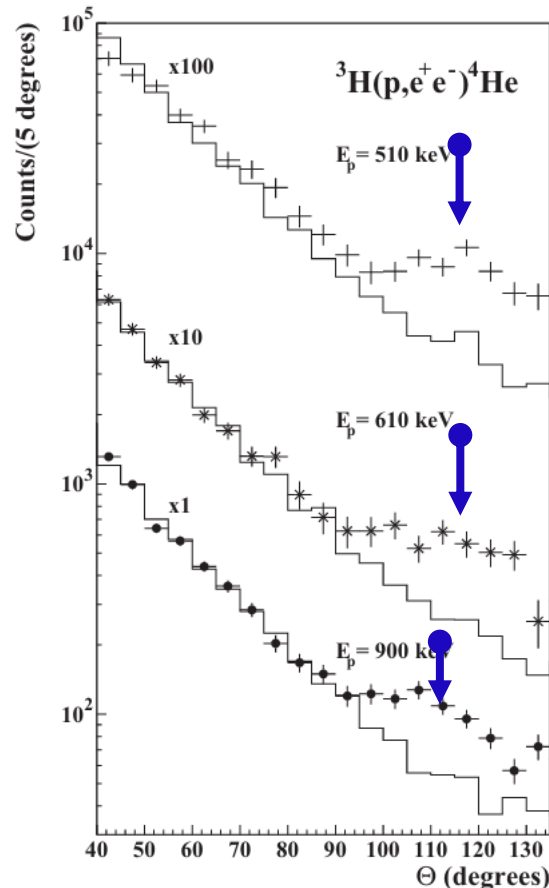 10⁵
x100
³H(p,e⁺e⁻)⁴He
Eₚ = 510 keV
Counts/(5 degrees)
10⁴
x10
Eₚ = 610 keV
10³
x1
Eₚ = 900 keV
10²
40 50 60 70 80 90 100 110 120 130
Θ (degrees)